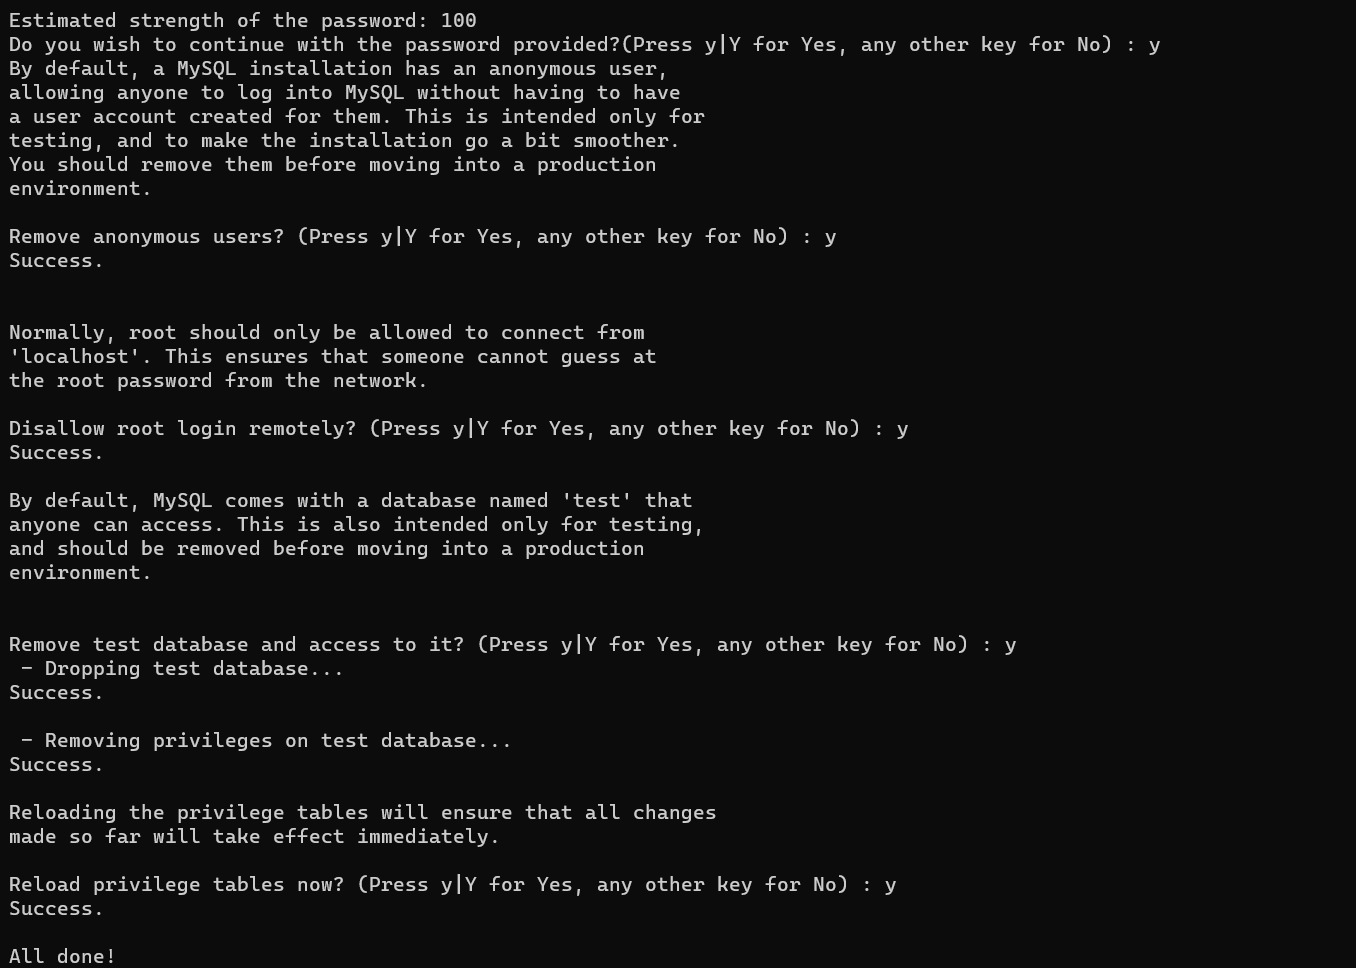 Estimated strength of the password: 100
Do you wish to continue with the password provided?(Press y|Y for Yes, any other key for No) : y
By default, a MySQL installation has an anonymous user,
allowing anyone to log into MySQL without having to have
a user account created for them. This is intended only for
testing, and to make the installation go a bit smoother.
You should remove them before moving into a production
environment.
Remove anonymous users? (Press y|Y for Yes, any other key for No) : y
Success.
Normally, root should only be allowed to connect from
'localhost'. This ensures that someone cannot guess at
the root password from the network.
Disallow root login remotely? (Press y|Y for Yes, any other key for No) : y
Success.
By default, MySQL comes with a database named 'test' that
anyone can access. This is also intended only for testing,
and should be removed before moving into a production
environment.
Remove test database and access to it? (Press y|Y for Yes, any other key for No) : y
- Dropping test database...
Success.
- Removing privileges on test database...
Success.
Reloading the privilege tables will ensure that all changes
made so far will take effect immediately.
Reload privilege tables now? (Press y|Y for Yes, any other key for No) : y
Success.
All done!